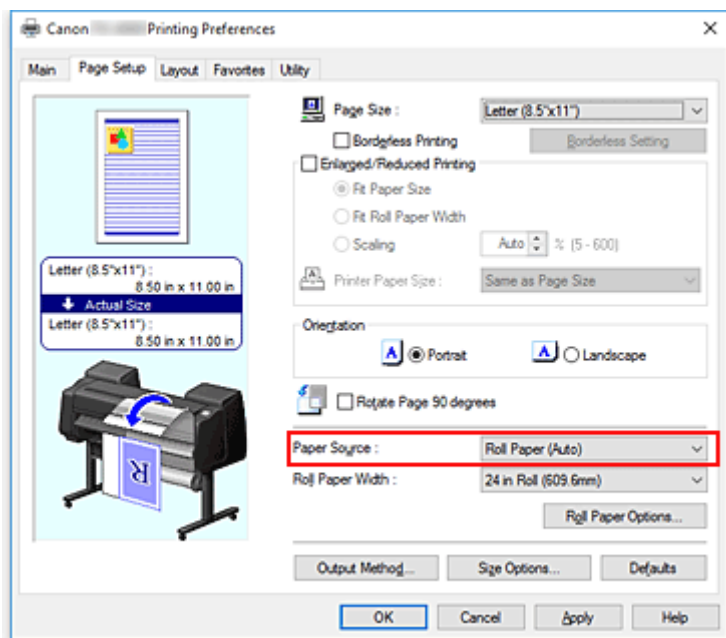 Canon Printing Preferences
Main Page Setup Layout Favorites Utility
Page Size : Letter (8.5"x11")
Borderless Printing Borderless Setting
Enlarged/Reduced Printing
Fit Paper Size
Fit Roll Paper Width
Scaling Auto % (5 - 600)
Printer Paper Size : Same as Page Size
Letter (8.5"x11") :
8.50 in x 11.00 in
Actual Size
Letter (8.5"x11") :
8.50 in x 11.00 in
Orientation
A Portrait A Landscape
Rotate Page 90 degrees
R
Paper Source : Roll Paper (Auto)
Roll Paper Width : 24 in Roll (609.6mm)
Roll Paper Options...
Output Method... Size Options... Defaults
OK Cancel Apply Help